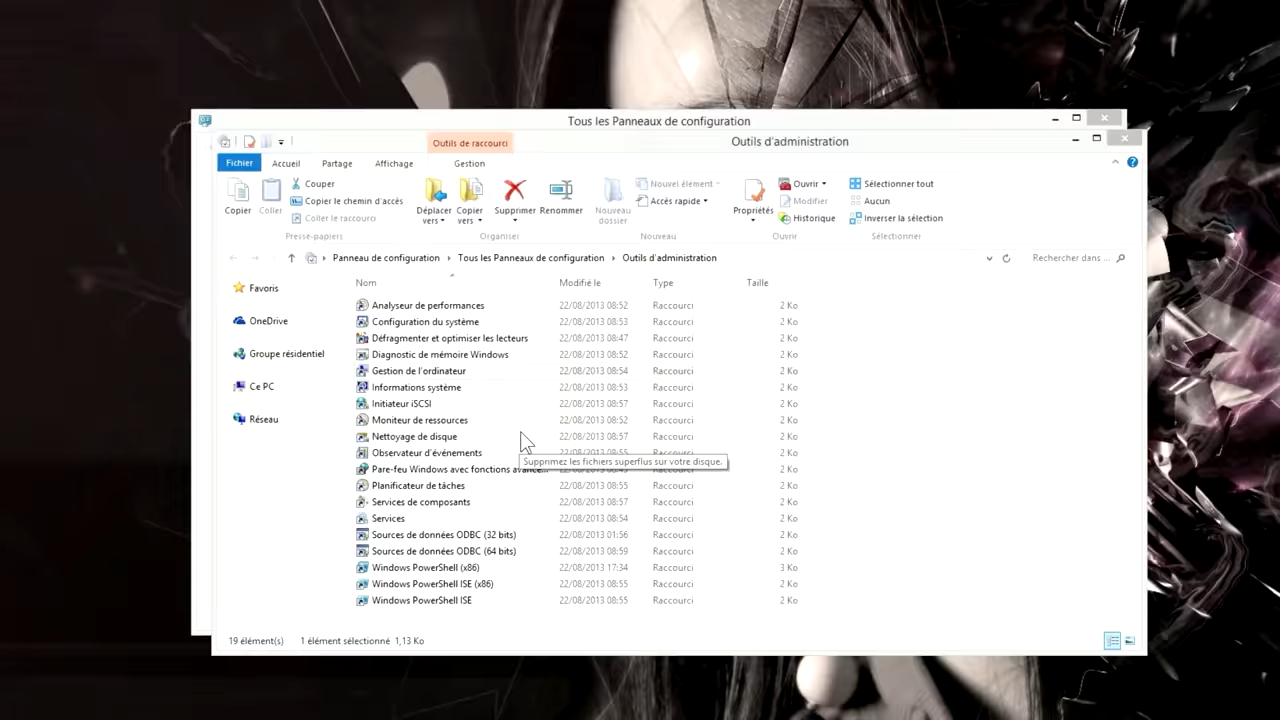 Tous les Panneaux de configuration
Outils de raccourci
Outils d'administration
Fichier Accueil Partage Affichage Gestion
Copier
Coller
Couper
Copier le chemin d'accès
Coller le raccourci
Presse-papiers
Déplacer vers
Copier vers
Supprimer
Renommer
Organiser
Nouveau dossier
Nouvel élément
Accès rapide
Nouveau
Propriétés
Ouvrir
Modifier
Historique
Ouvrir
Sélectionner tout
Aucun
Inverser la sélection
Sélectionner
Panneau de configuration Tous les Panneaux de configuration Outils d'administration
Rechercher dans ...
Favoris
OneDrive
Groupe résidentiel
Ce PC
Réseau
Nom Modifié le Type Taille
Analyseur de performances 22/08/2013 08:52 Raccourci 2 Ko
Configuration du système 22/08/2013 08:53 Raccourci 2 Ko
Défragmenter et optimiser les lecteurs 22/08/2013 08:47 Raccourci 2 Ko
Diagnostic de mémoire Windows 22/08/2013 08:52 Raccourci 2 Ko
Gestion de l'ordinateur 22/08/2013 08:54 Raccourci 2 Ko
Informations système 22/08/2013 08:53 Raccourci 2 Ko
Initiateur iSCSI 22/08/2013 08:57 Raccourci 2 Ko
Moniteur de ressources 22/08/2013 08:52 Raccourci 2 Ko
Nettoyage de disque 22/08/2013 08:57 Raccourci 2 Ko
Observateur d'événements 22/08/2013 08:55 Raccourci 2 Ko
Supprimez les fichiers superflus sur votre disque.
Pare-feu Windows avec fonctions avancé... 22/08/2013 Raccourci 2 Ko
Planificateur de tâches 22/08/2013 08:55 Raccourci 2 Ko
Services de composants 22/08/2013 08:57 Raccourci 2 Ko
Services 22/08/2013 08:54 Raccourci 2 Ko
Sources de données ODBC (32 bits) 22/08/2013 01:56 Raccourci 2 Ko
Sources de données ODBC (64 bits) 22/08/2013 08:59 Raccourci 2 Ko
Windows PowerShell (x86) 22/08/2013 17:34 Raccourci 3 Ko
Windows PowerShell ISE (x86) 22/08/2013 08:55 Raccourci 2 Ko
Windows PowerShell ISE 22/08/2013 08:55 Raccourci 2 Ko
19 élément(s) 1 élément sélectionné 1,13 Ko